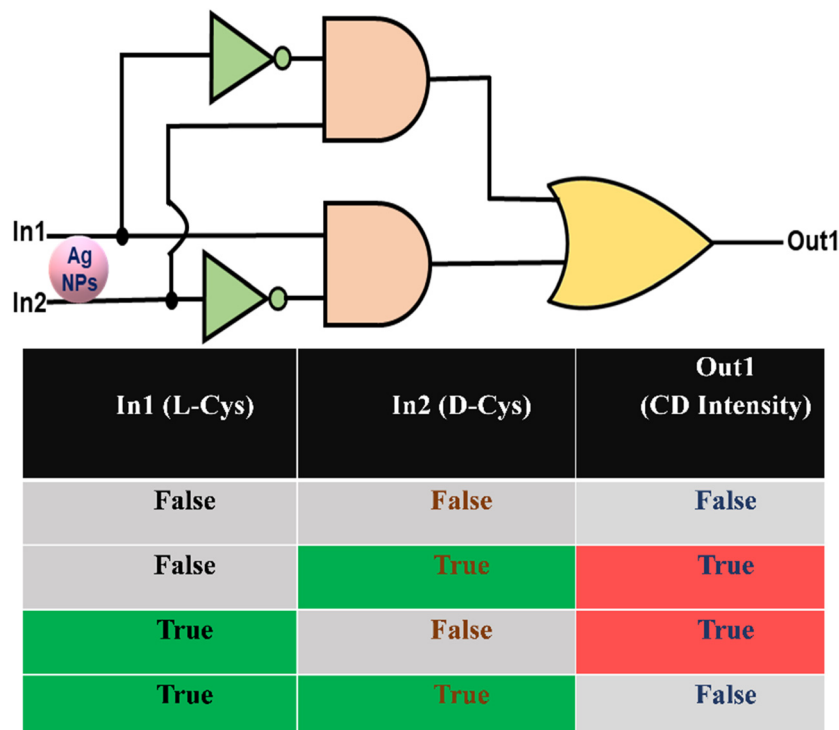 In1
Ag
NPs
In2
Out1
In1 (L-Cys) In2 (D-Cys) Out1
(CD Intensity)
False False False
False True True
True False True
True True False